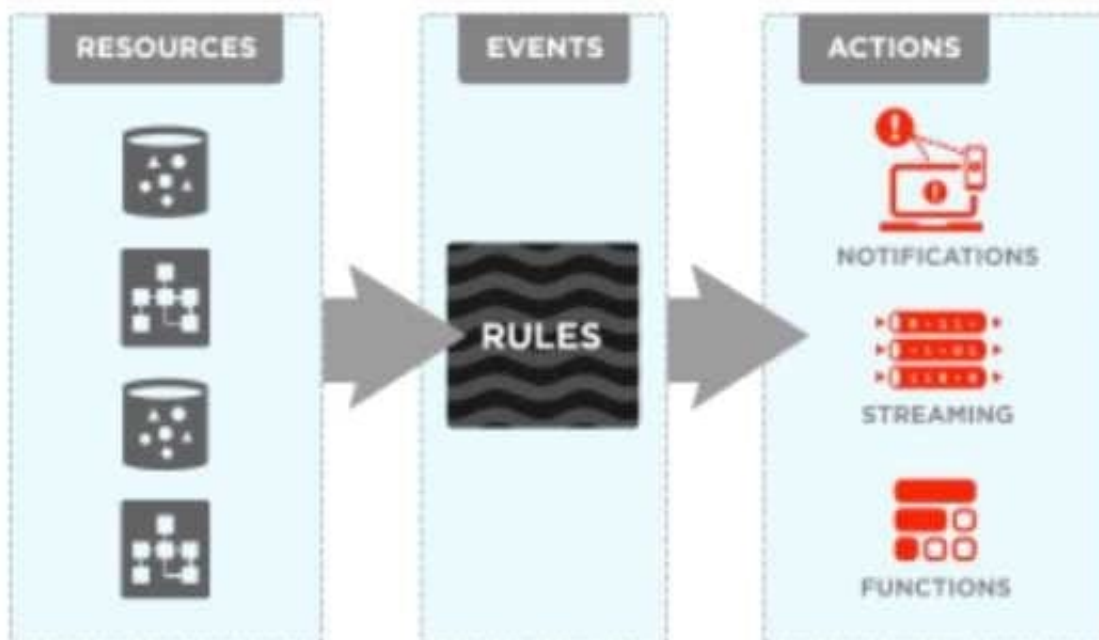 RESOURCES
EVENTS
ACTIONS
RULES
NOTIFICATIONS
STREAMING
FUNCTIONS